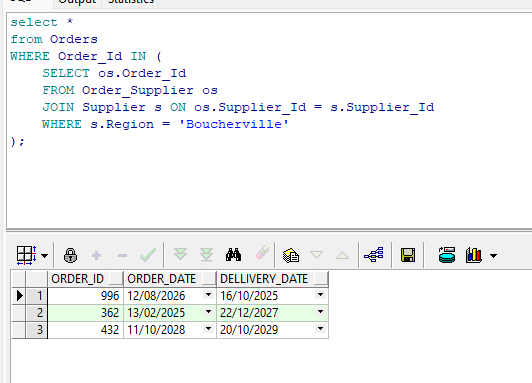 Output Statistics
select *
from Orders
WHERE Order_Id IN (
SELECT os.Order_Id
FROM Order_Supplier os
JOIN Supplier s ON os.Supplier_Id = s.Supplier_Id
WHERE s.Region = 'Boucherville'
);
ORDER_ID ORDER_DATE DELLIVERY_DATE
1 996 12/08/2026 16/10/2025
2 362 13/02/2025 22/12/2027
3 432 11/10/2028 20/10/2029